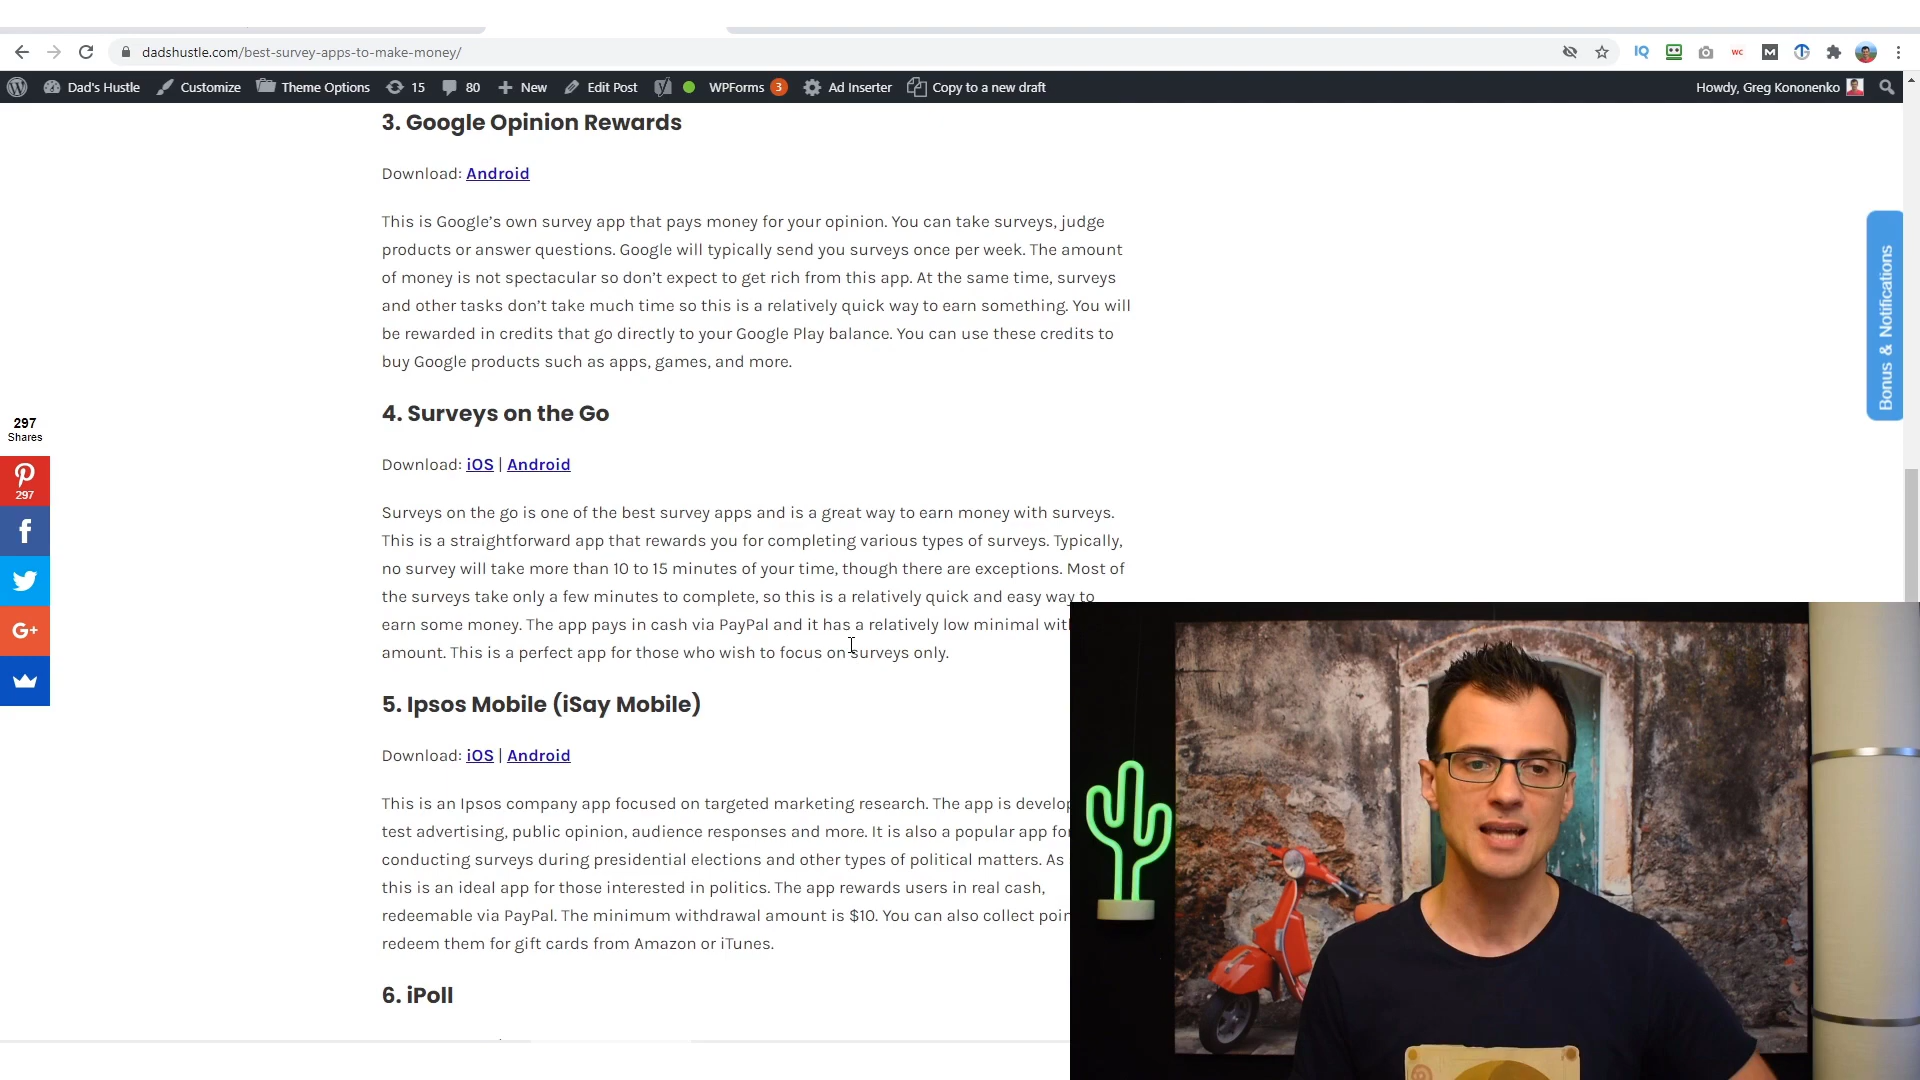 dadshustle.com/best-survey-apps-to-make-money/
IQ
wc
M
Dad's Hustle
Customize
Theme Options
15
80
New
Edit Post
WPForms
3
Ad Inserter
Copy to a new draft
Howdy, Greg Kononenko
3. Google Opinion Rewards
Download: Android
This is Google’s own survey app that pays money for your opinion. You can take surveys, judge
products or answer questions. Google will typically send you surveys once per week. The amount
of money is not spectacular so don’t expect to get rich from this app. At the same time, surveys
and other tasks don’t take much time so this is a relatively quick way to earn something. You will
be rewarded in credits that go directly to your Google Play balance. You can use these credits to
buy Google products such as apps, games, and more.
4. Surveys on the Go
Download: iOS | Android
Surveys on the go is one of the best survey apps and is a great way to earn money with surveys.
This is a straightforward app that rewards you for completing various types of surveys. Typically,
no survey will take more than 10 to 15 minutes of your time, though there are exceptions. Most of
the surveys take only a few minutes to complete, so this is a relatively quick and easy way to
earn some money. The app pays in cash via PayPal and it has a relatively low minimal
amount. This is a perfect app for those who wish to focus on surveys only.
5. Ipsos Mobile (iSay Mobile)
Download: iOS | Android
This is an Ipsos company app focused on targeted marketing research. The app is
test advertising, public opinion, audience responses and more. It is also a popular app
conducting surveys during presidential elections and other types of political matters. As
this is an ideal app for those interested in politics. The app rewards users in real cash,
redeemable via PayPal. The minimum withdrawal amount is $10. You can also collect
redeem them for gift cards from Amazon or iTunes.
6. iPoll
297
Shares
297
G+
Bonus & Notifications